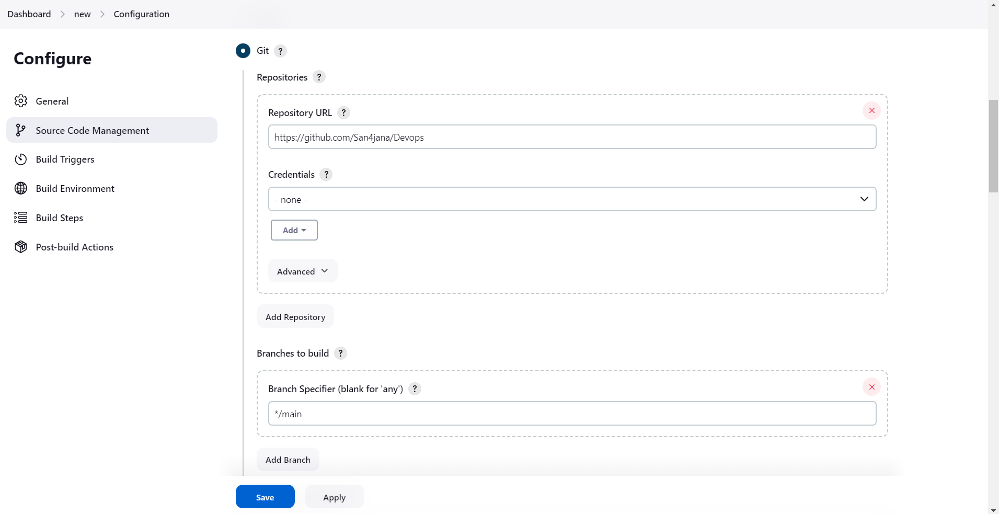 Dashboard > new > Configuration
Configure
General
Source Code Management
Build Triggers
Build Environment
Build Steps
Post-build Actions
Git ?
Repositories ?
Repository URL ?
https://github.com/San4jana/Devops
Credentials ?
- none -
Add
Advanced
Add Repository
Branches to build ?
Branch Specifier (blank for 'any') ?
*/main
Add Branch
Save Apply